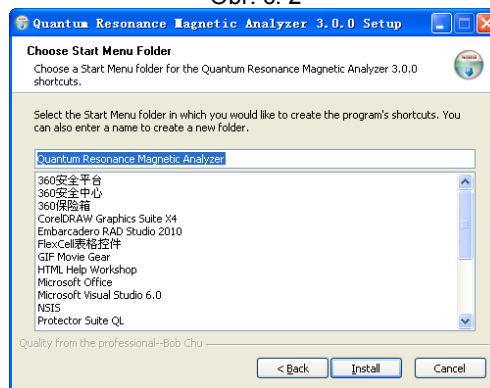 Obr. č. 2
Quantum Resonance Magnetic Analyzer 3.0.0 Setup
Choose Start Menu Folder
Choose a Start Menu folder for the Quantum Resonance Magnetic Analyzer 3.0.0
shortcuts.
Select the Start Menu folder in which you would like to create the program's shortcuts. You
can also enter a name to create a new folder.
Quantum Resonance Magnetic Analyzer
360安全平台
360安全中心
360保险箱
CorelDRAW Graphics Suite X4
Embarcadero RAD Studio 2010
FlexCell表格控件
GIF Movie Gear
HTML Help Workshop
Microsoft Office
Microsoft Visual Studio 6.0
NSIS
Protector Suite QL
Quality from the professional--Bob Chu
< Back
Install
Cancel